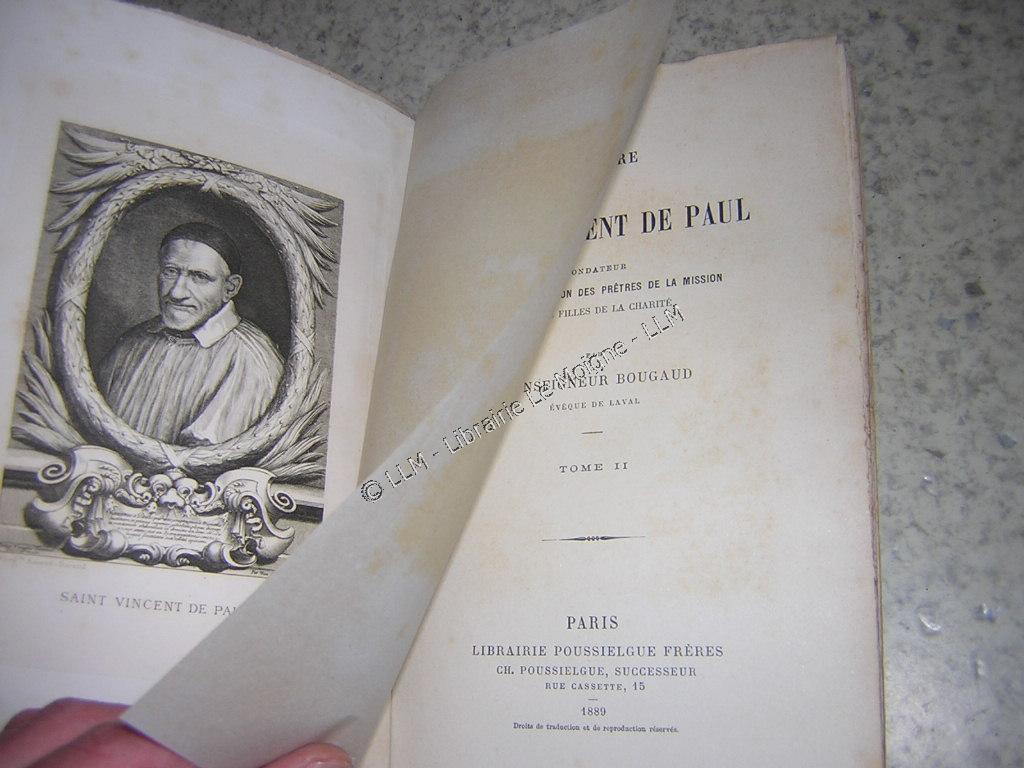 SAINT VINCENT DE PA
RE
ENT DE PAUL
ONDATEUR
ON DES PRÊTRES DE LA MISSION
FILLES DE LA CHARITÉ
NSEIGNEUR BOUGAUD
ÉVÊQUE DE LAVAL
TOME II
PARIS
LIBRAIRIE POUSSIELGUE FRÈRES
CH. POUSSIELGUE, SUCCESSEUR
RUE CASSETTE, 15
1889
Droits de traduction et de reproduction réservés.
© LLM - Librairie Le Moigne - LLM